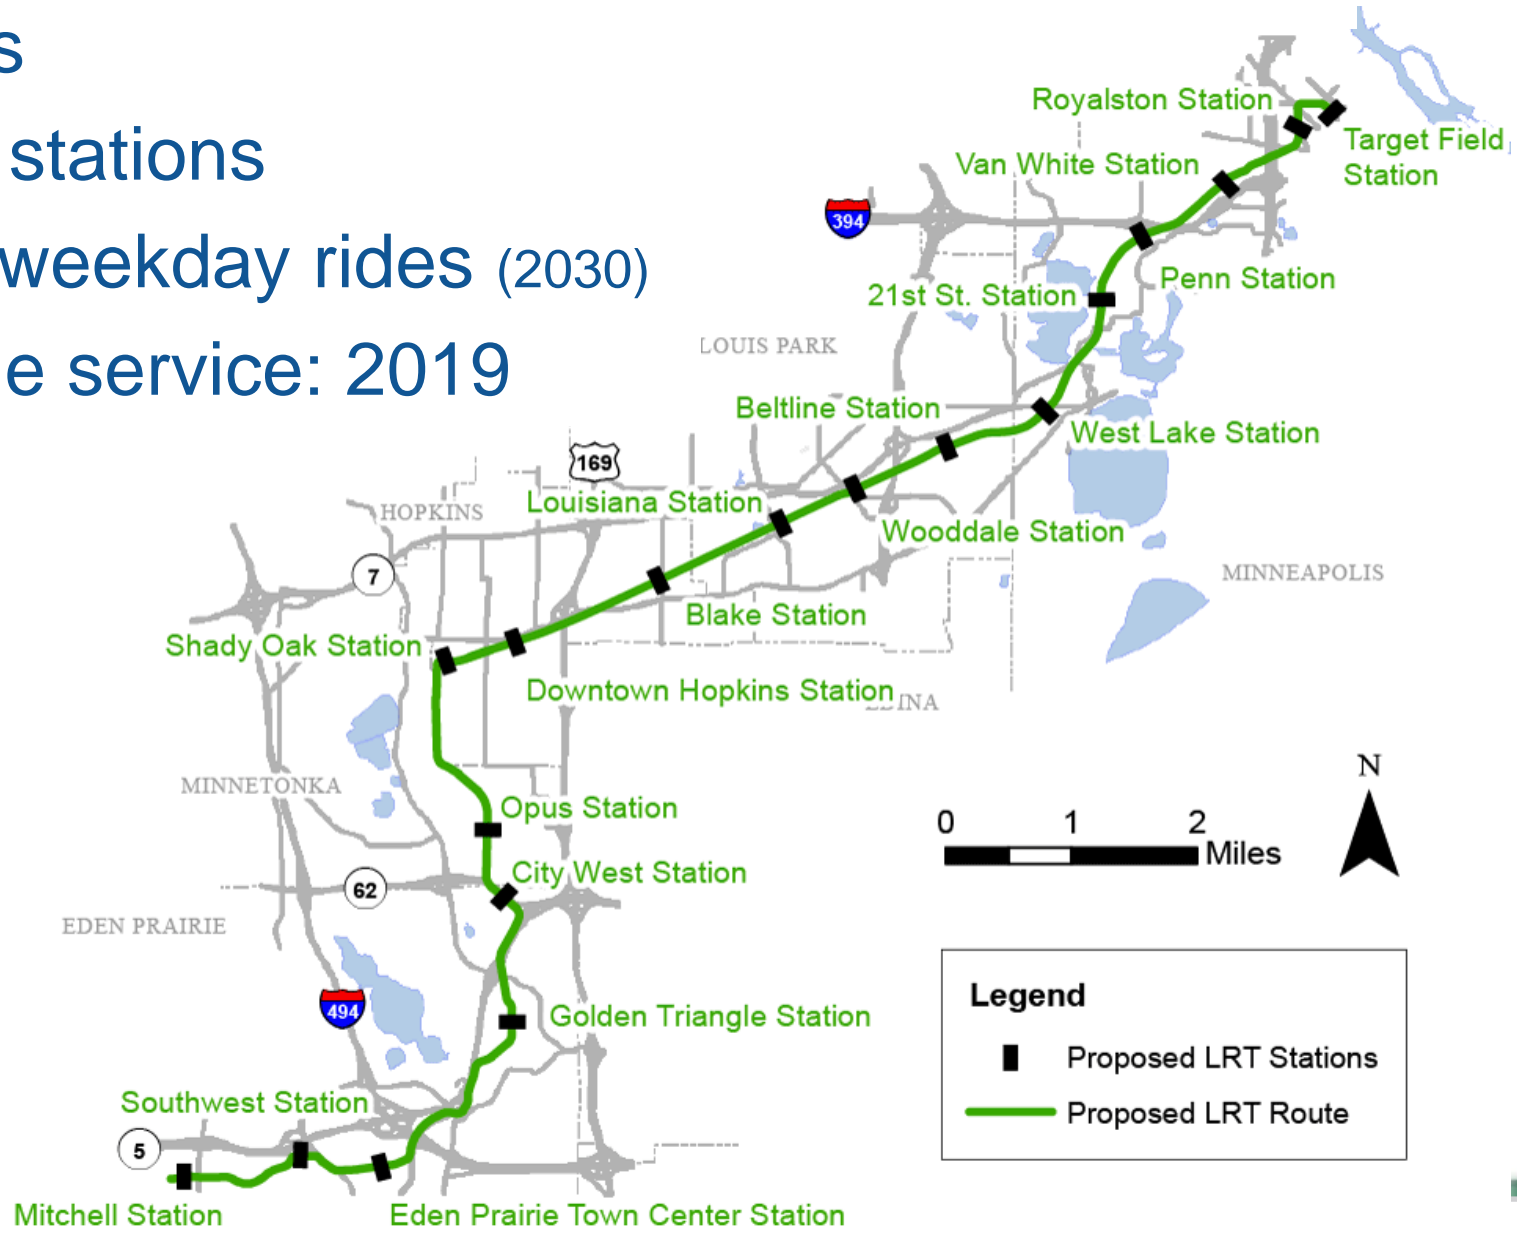 s
stations
weekday rides (2030)
e service: 2019
Royalston Station
Target Field
Station
Van White Station
394
Penn Station
21st St. Station
LOUIS PARK
Beltline Station
West Lake Station
169
Louisiana Station
HOPKINS
Wooddale Station
7
MINNEAPOLIS
Blake Station
Shady Oak Station
Downtown Hopkins Station
EDINA
MINNETONKA
N
Opus Station
0 1 2
Miles
City West Station
62
EDEN PRAIRIE
Legend
494
Golden Triangle Station
Proposed LRT Stations
Southwest Station
Proposed LRT Route
5
Mitchell Station
Eden Prairie Town Center Station